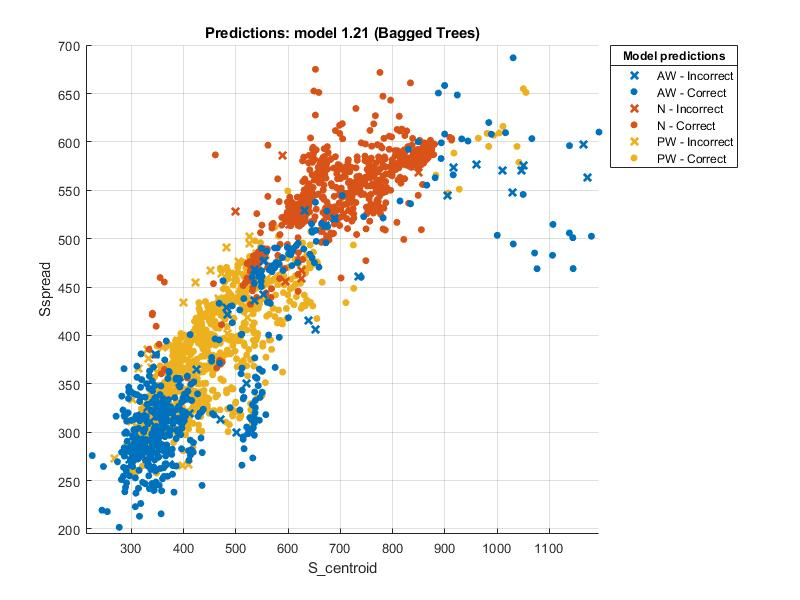 Predictions: model 1.21 (Bagged Trees)
Model predictions
AW - Incorrect
AW - Correct
N - Incorrect
N - Correct
PW - Incorrect
PW - Correct
700
650
600
550
500
450
400
350
300
250
200
Sspread
300 400 500 600 700 800 900 1000 1100
S_centroid